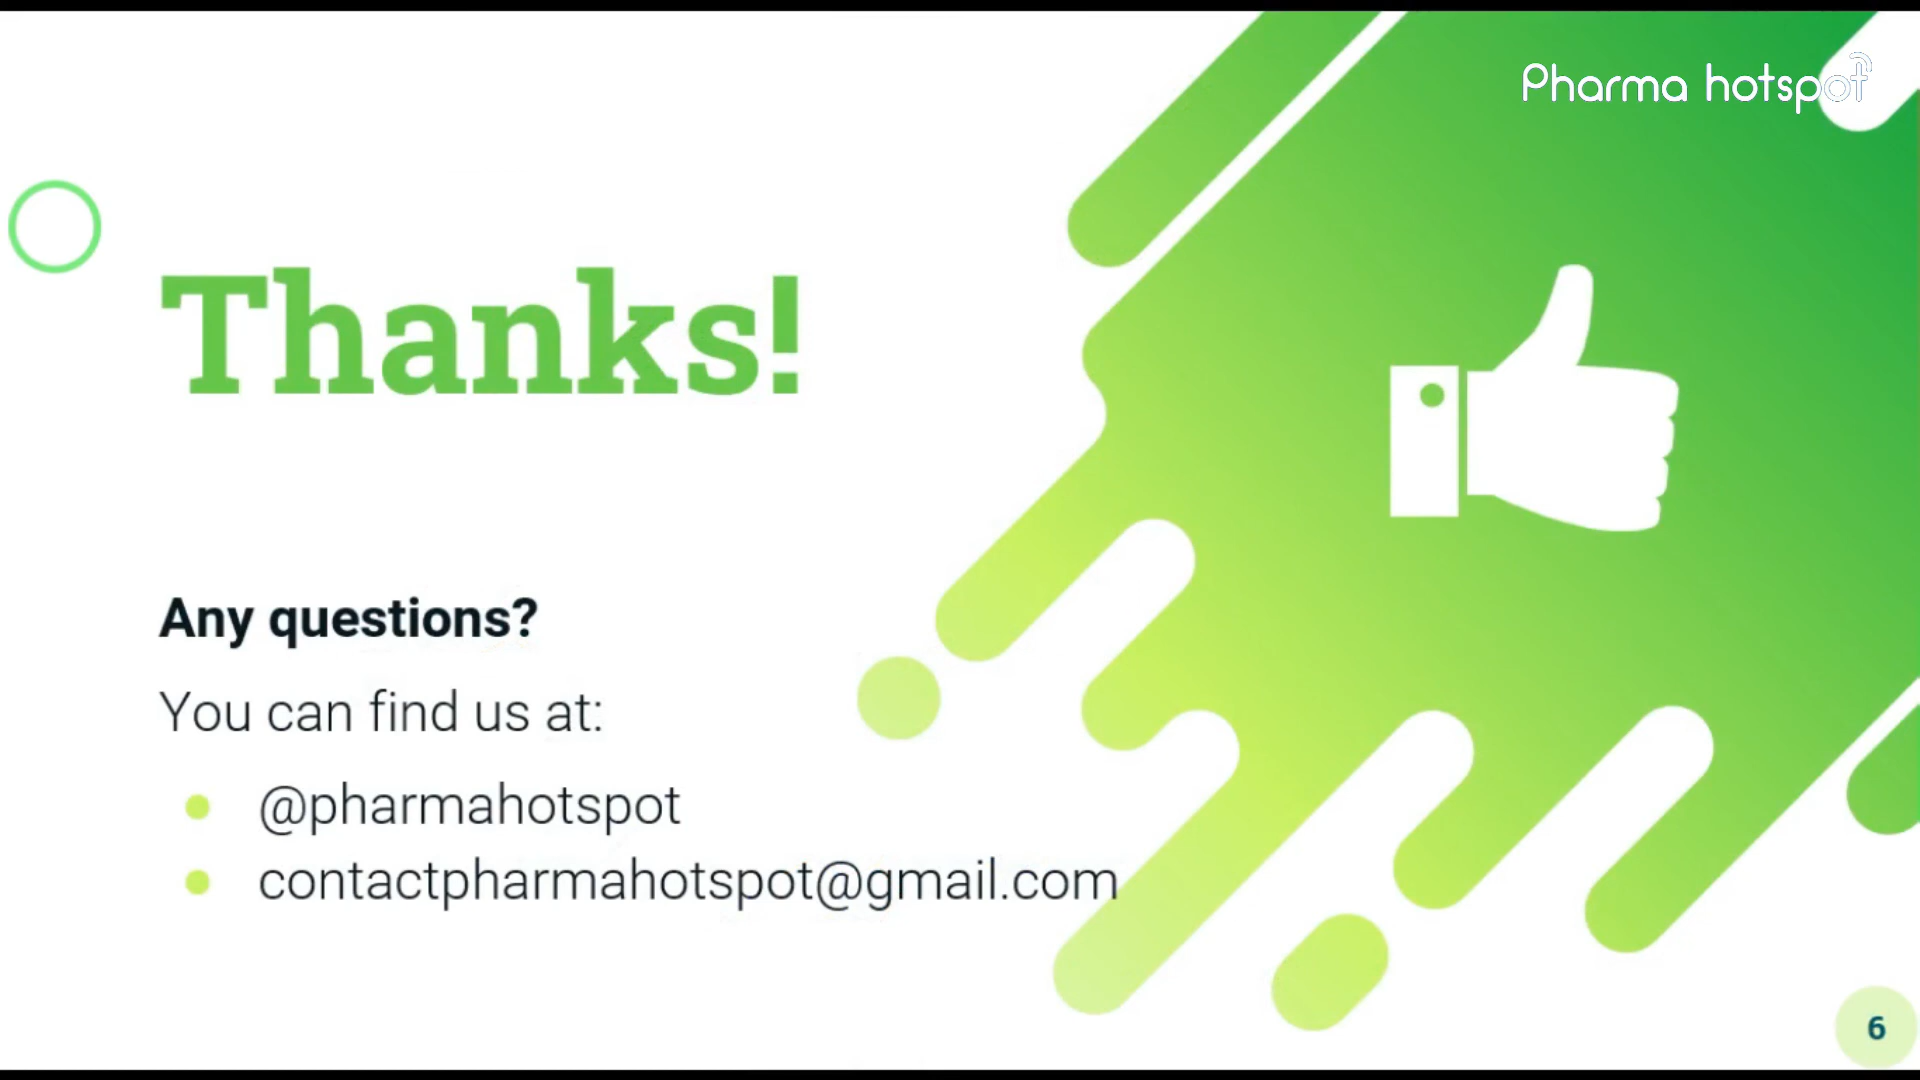 Pharma hotspot
Thanks!
Any questions?
You can find us at:
@pharmahotspot
contactpharmahotspot@gmail.com
6